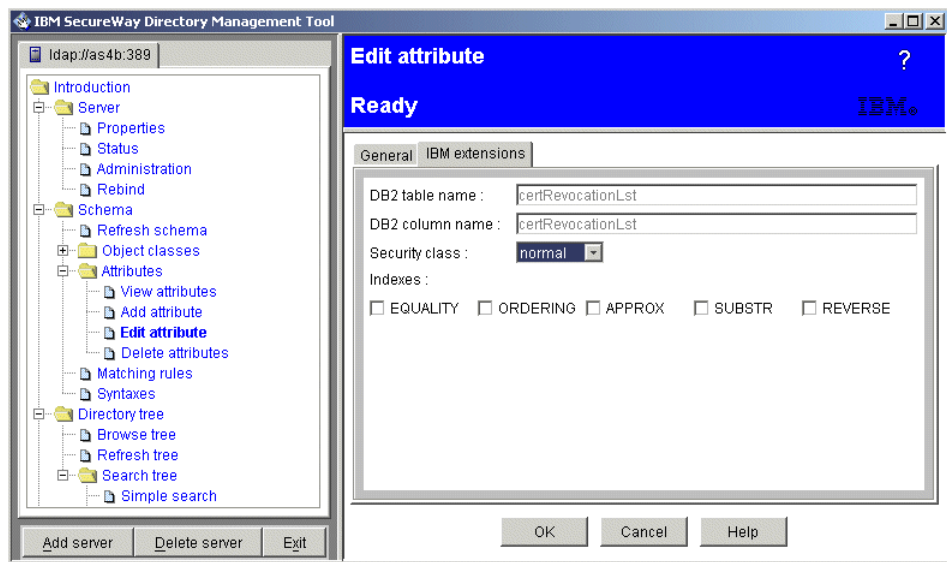 IBM SecureWay Directory Management Tool
ldap://as4b:389
Introduction
Server
Properties
Status
Administration
Rebind
Schema
Refresh schema
Object classes
Attributes
View attributes
Add attribute
Edit attribute
Delete attributes
Matching rules
Syntaxes
Directory tree
Browse tree
Refresh tree
Search tree
Simple search
Add server Delete server Exit
Edit attribute ?
Ready IBM
General IBM extensions
DB2 table name : certRevocationLst
DB2 column name : certRevocationLst
Security class : normal
Indexes :
EQUALITY ORDERING APPROX SUBSTR REVERSE
OK Cancel Help